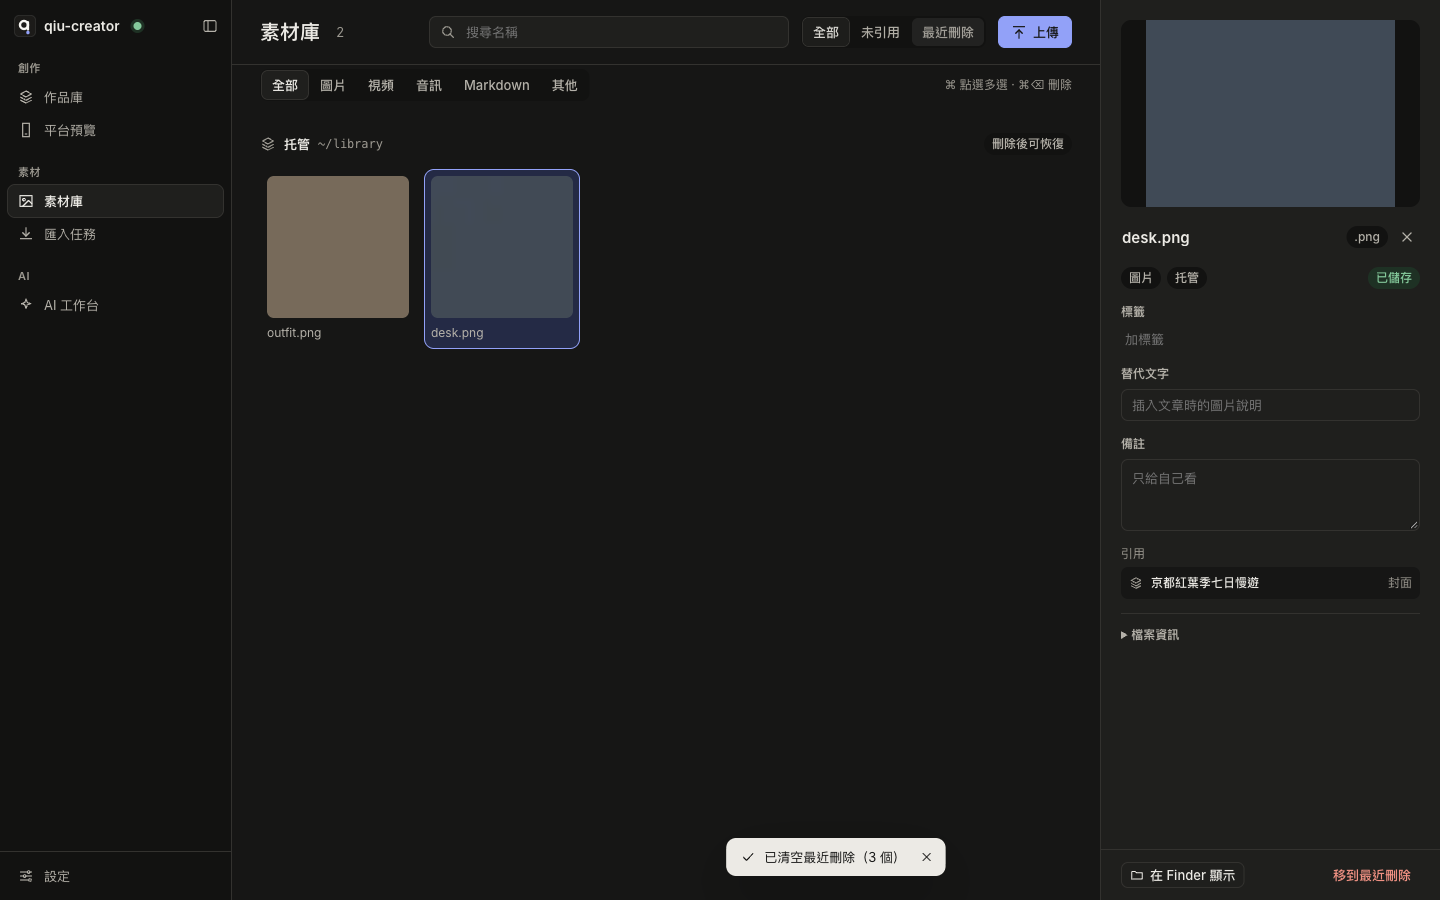 qiu-creator
創作
作品庫
平台預覽
素材
素材庫
匯入任務
AI
AI 工作台
設定
素材庫 2
搜尋名稱
全部 未引用 最近刪除
上傳
全部 圖片 視頻 音訊 Markdown 其他
⌘ 點選多選 · ⌘⌫ 刪除
托管 ~/library
刪除後可恢復
outfit.png
desk.png
已清空最近刪除（3 個）
desk.png
.png
圖片 托管
已儲存
標籤
加標籤
替代文字
插入文章時的圖片說明
備註
只給自己看
引用
京都紅葉季七日慢遊 封面
檔案資訊
在 Finder 顯示
移到最近刪除